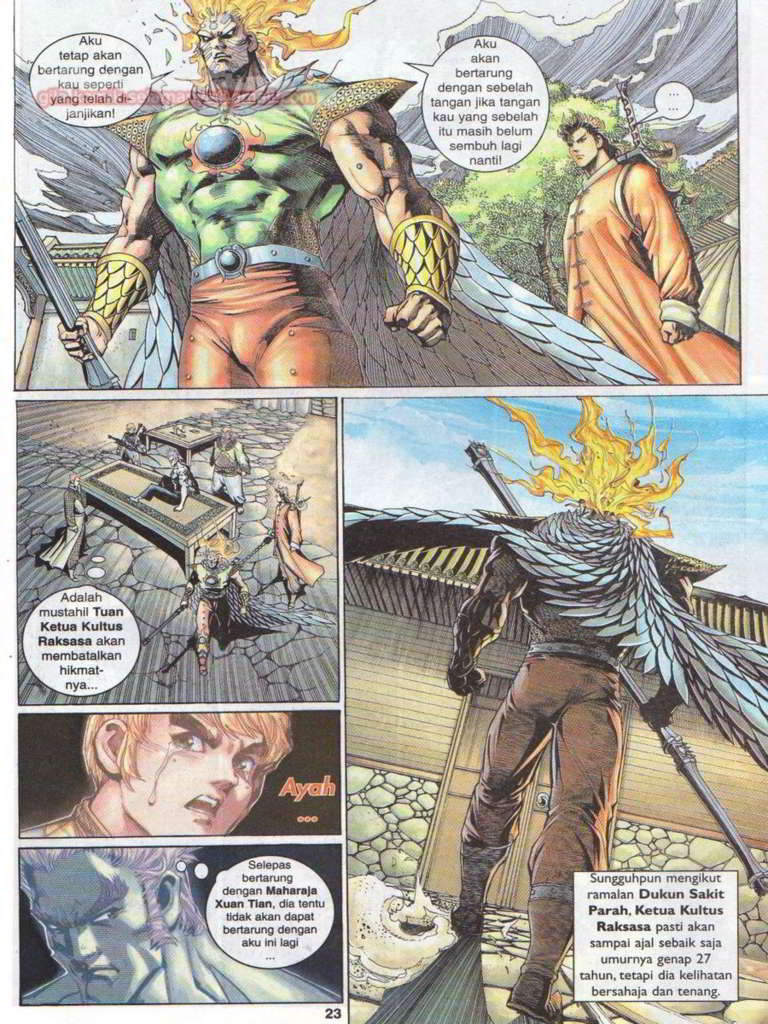 Aku
tetap akan
bertarung dengan
kau seperti
yang telah di-
janjikan!
Aku
akan
bertarung
dengan sebelah
tangan jika tangan
kau yang sebelah
itu masih belum
sembuh lagi
nanti!
...
...
Adalah
mustahil Tuan
Ketua Kultus
Raksasa akan
membatalkan
hikmat-
nya...
Ayah
...
Selepas
bertarung
dengan Maharaja
Xuan Tian, dia tentu
tidak akan dapat
bertarung dengan
aku ini lagi
...
Sungguhpun mengikut
ramalan Dukun Sakit
Parah, Ketua Kultus
Raksasa pasti akan
sampai ajal sebaik saja
umurnya genap 27
tahun, tetapi dia kelihatan
bersahaja dan tenang.
23